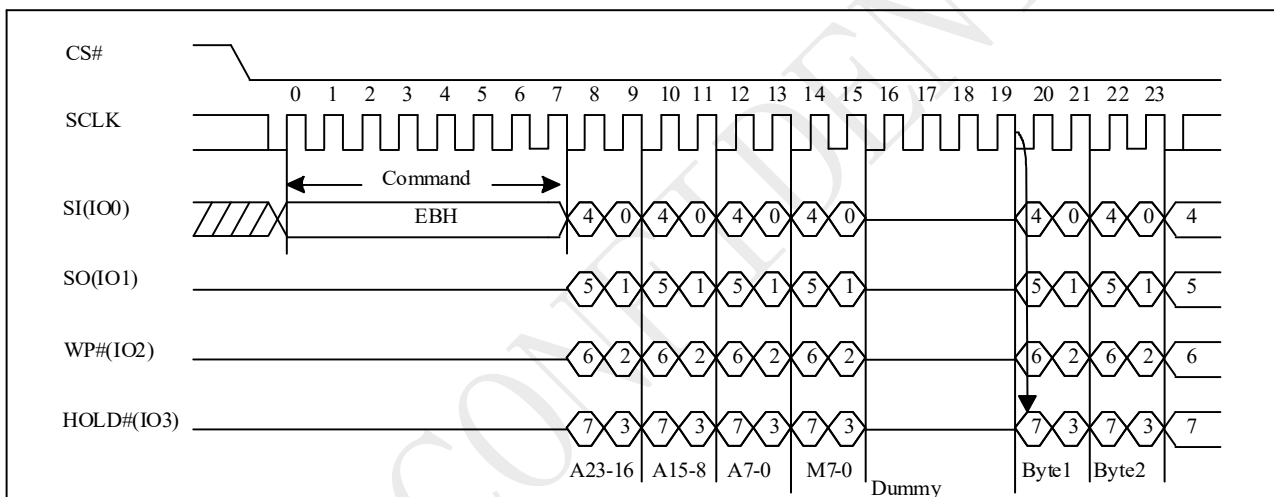 CS#
0 1 2 3 4 5 6 7 8 9 10 11 12 13 14 15 16 17 18 19 20 21 22 23
SCLK
Command
SI(IO0) EBH 4 0 4 0 4 0 4 0 4 0 4 0 4
SO(IO1) 5 1 5 1 5 1 5 1 5 1 5 1 5
WP#(IO2) 6 2 6 2 6 2 6 2 6 2 6 2 6
HOLD#(IO3) 7 3 7 3 7 3 7 3 7 3 7 3 7
A23-16 A15-8 A7-0 M7-0 Dummy Byte1 Byte2
CONFIDEN